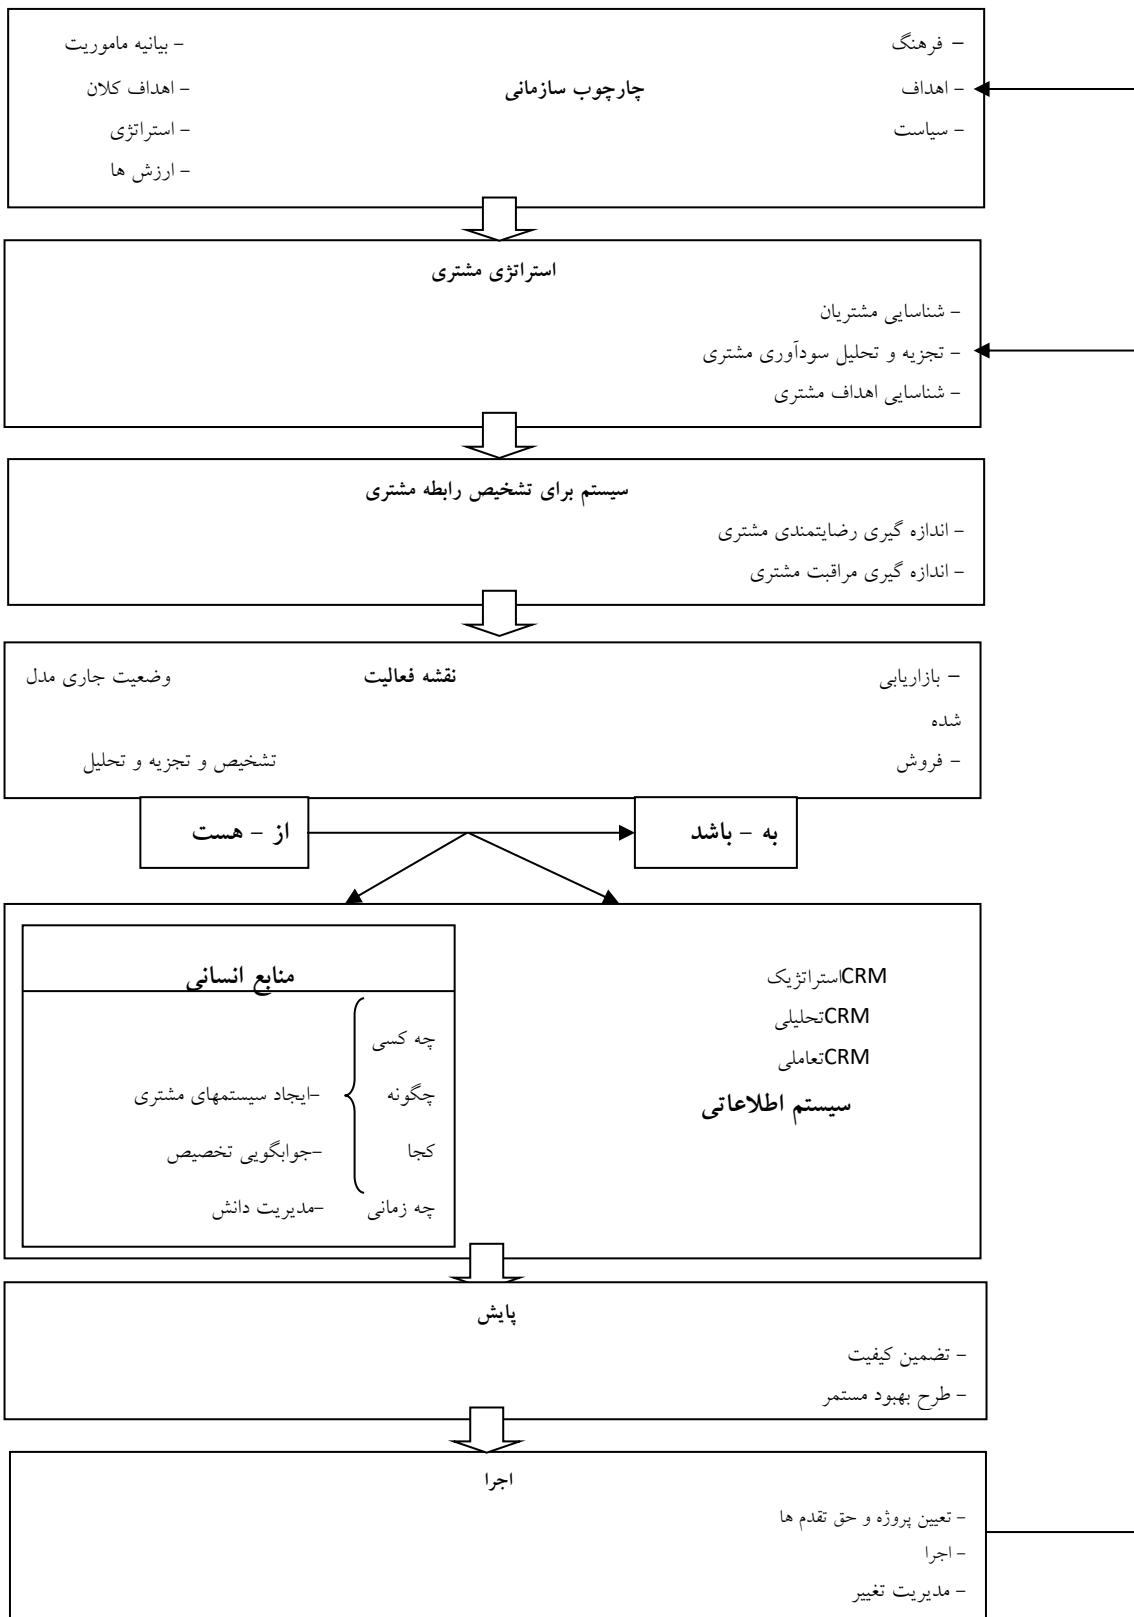 – فرهنگ – بیانیه ماموریت
– اهداف چارچوب سازمانی – اهداف کلان
– سیاست – استراتژی
– ارزش ها
استراتژی مشتری
– شناسایی مشتریان
– تجزیه و تحلیل سودآوری مشتری
– شناسایی اهداف مشتری
سیستم برای تشخیص رابطه مشتری
– اندازه گیری رضایتمندی مشتری
– اندازه گیری مراقبت مشتری
– بازاریابی نقشه فعالیت وضعیت جاری مدل
شده
– فروش تشخیص و تجزیه و تحلیل
به – باشد
از – هست
CRMاستراتژیک
CRMتحلیلی
CRMتعاملی
سیستم اطلاعاتی
منابع انسانی
چه کسی
چگونه –ایجاد سیستمهای مشتری
کجا –جوابگویی تخصیص
چه زمانی –مدیریت دانش
پایش
– تضمین کیفیت
– طرح بهبود مستمر
اجرا
– تعیین پروژه و حق تقدم ها
– اجرا
– مدیریت تغییر